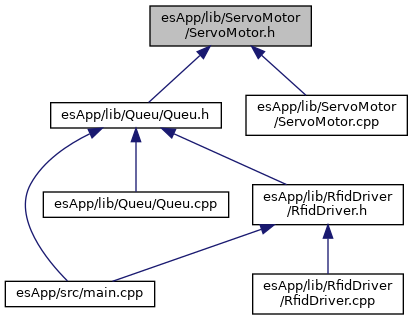 esApp/lib/ServoMotor
/ServoMotor.h
esApp/lib/Queu/Queu.h
esApp/lib/ServoMotor
/ServoMotor.cpp
esApp/lib/Queu/Queu.cpp
esApp/lib/RfidDriver
/RfidDriver.h
esApp/src/main.cpp
esApp/lib/RfidDriver
/RfidDriver.cpp